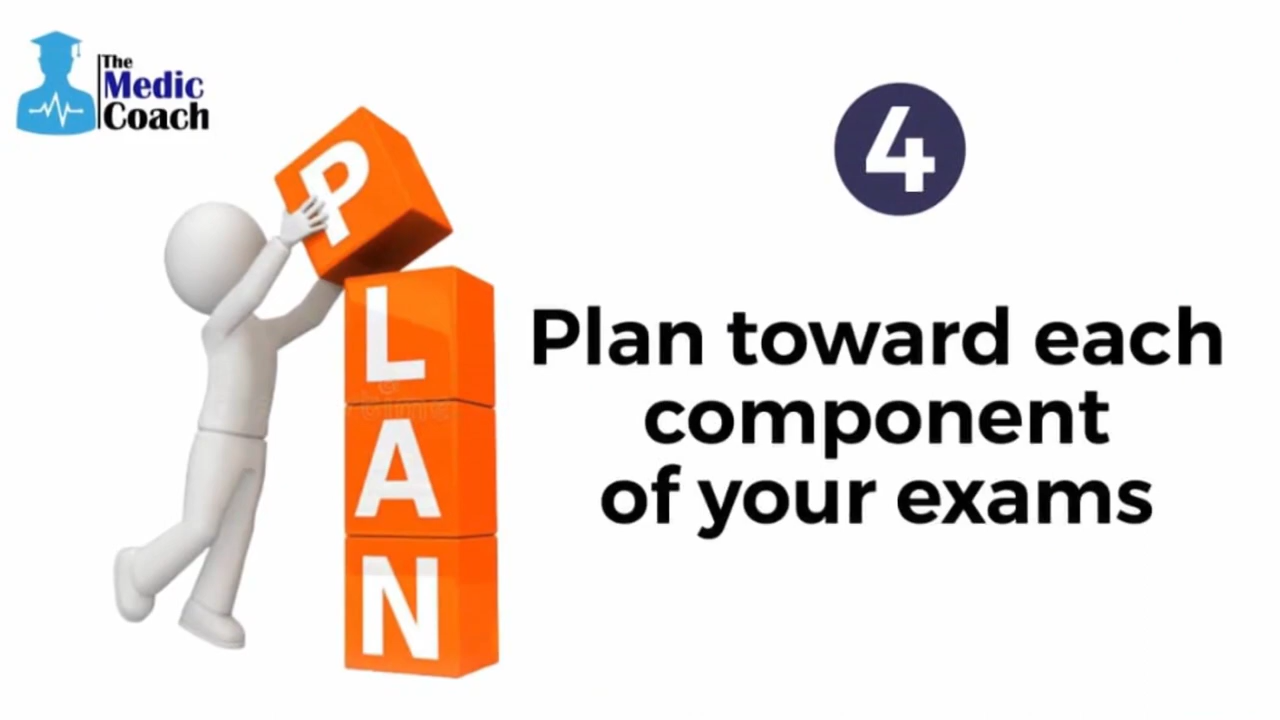 The
Medic
Coach
4
P
L
A
N
Plan toward each
component
of your exams